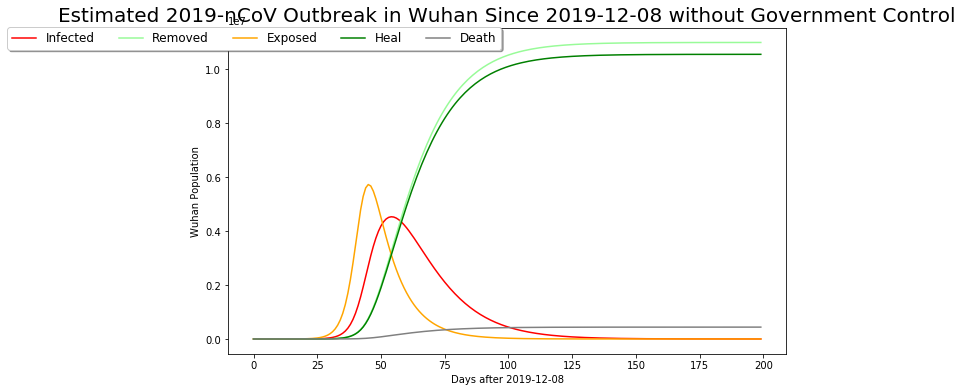 Estimated 2019-nCoV Outbreak in Wuhan Since 2019-12-08 without Government Control
1e7
Infected Removed Exposed Heal Death
1.0
0.8
0.6
0.4
0.2
0.0
Wuhan Population
0 25 50 75 100 125 150 175 200
Days after 2019-12-08